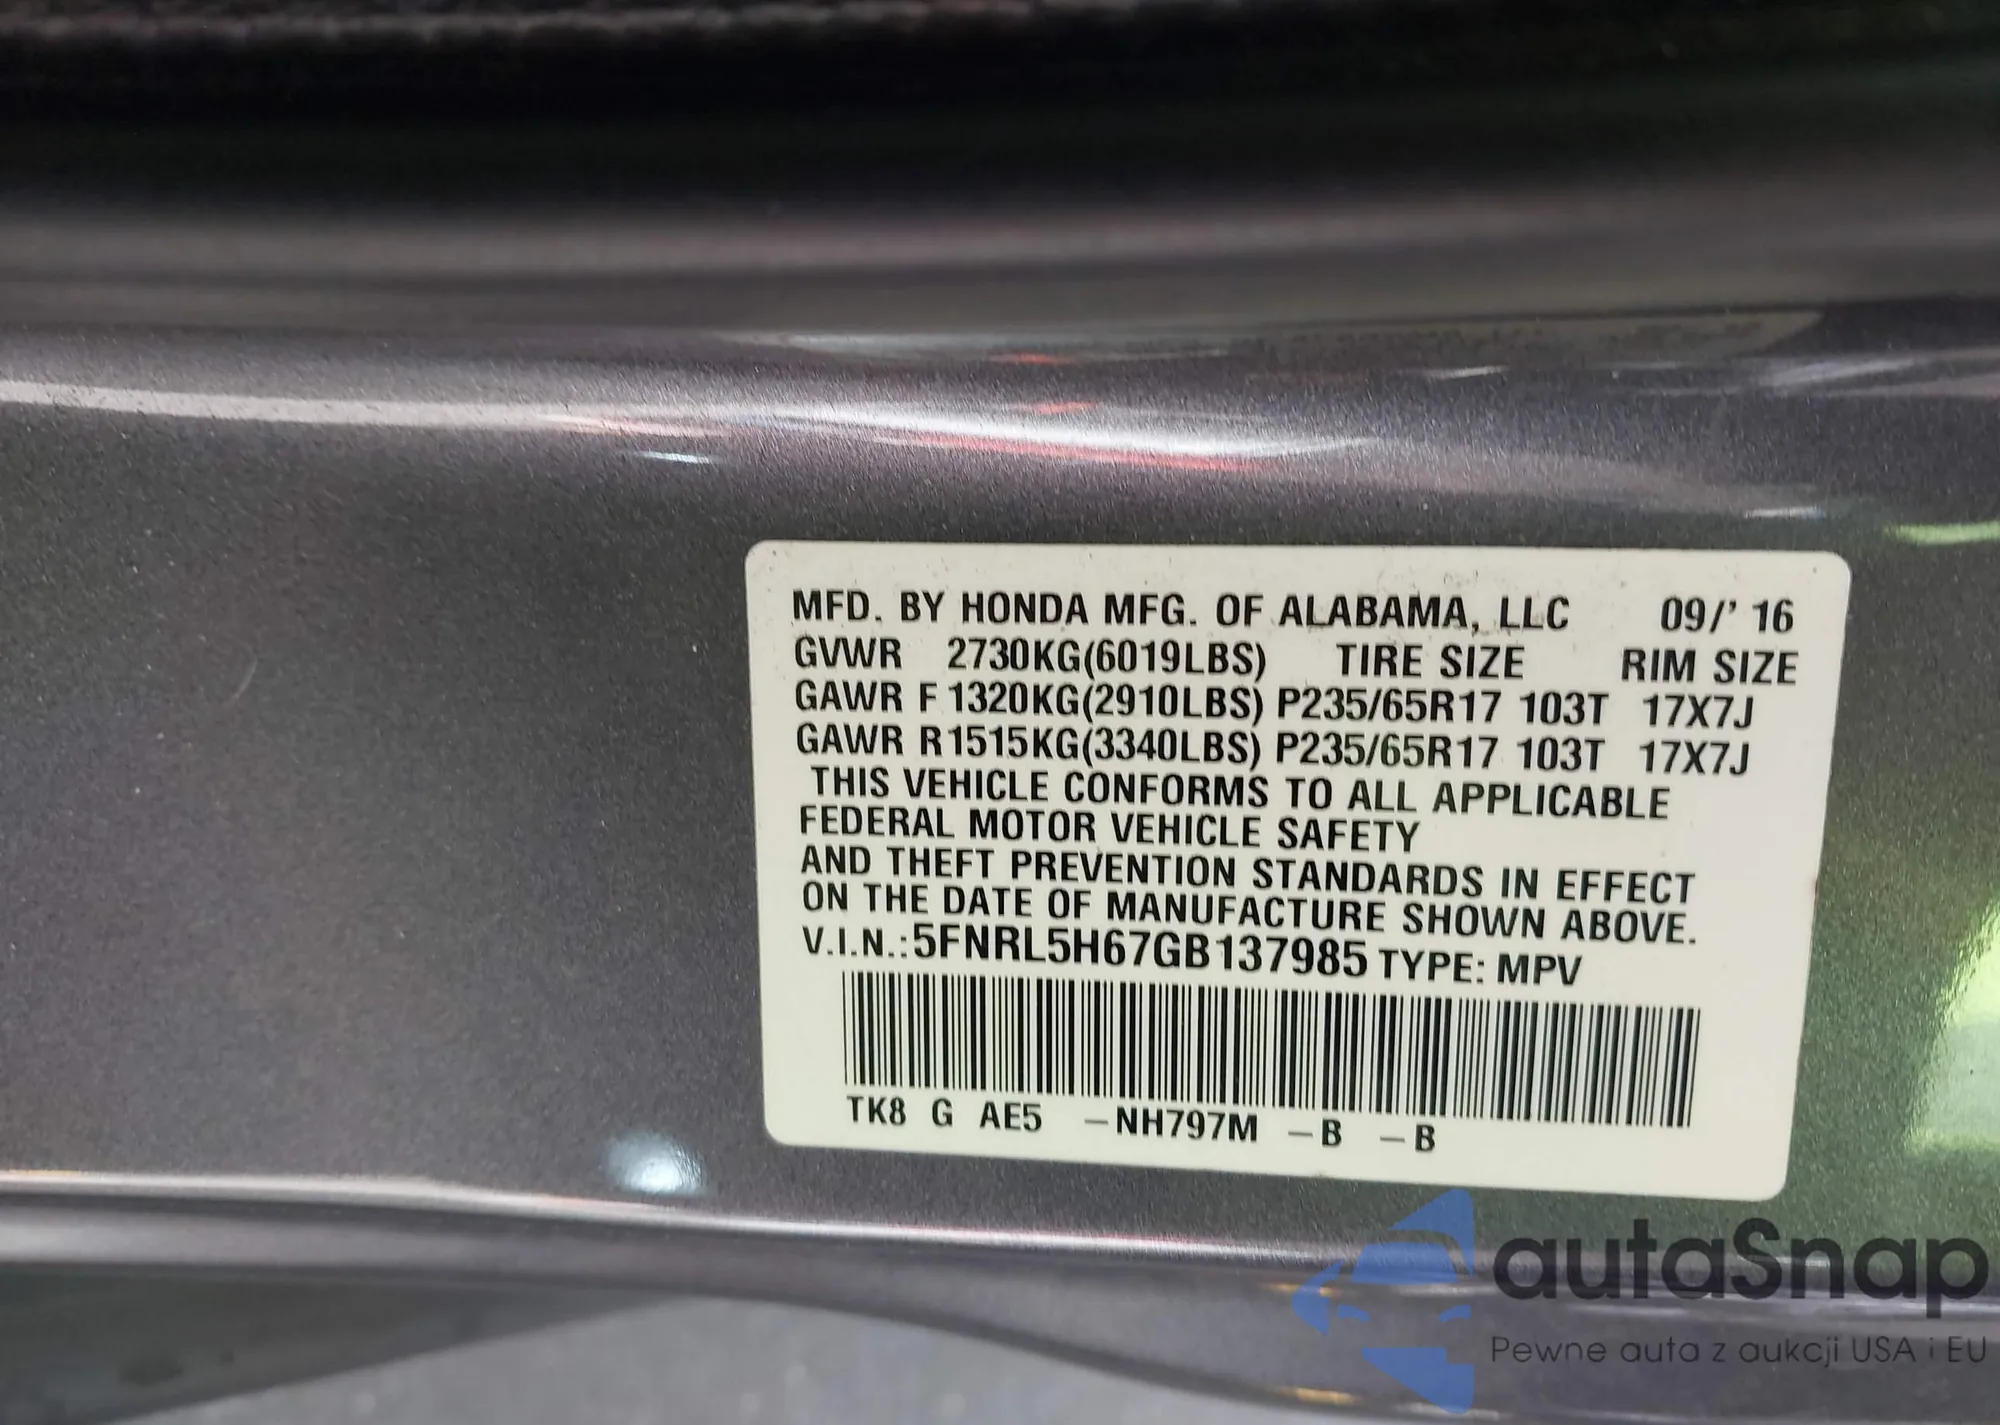 MFD. BY HONDA MFG. OF ALABAMA, LLC 09/' 16
GVWR 2730KG(6019LBS) TIRE SIZE RIM SIZE
GAWR F 1320KG(2910LBS) P235/65R17 103T 17X7J
GAWR R 1515KG(3340LBS) P235/65R17 103T 17X7J
THIS VEHICLE CONFORMS TO ALL APPLICABLE
FEDERAL MOTOR VEHICLE SAFETY
AND THEFT PREVENTION STANDARDS IN EFFECT
ON THE DATE OF MANUFACTURE SHOWN ABOVE.
V.I.N.: 5FNRL5H67GB137985 TYPE: MPV
TK8 G AE5 –NH797M –B –B
autaSnap
Pewne auta z aukcji USA i EU